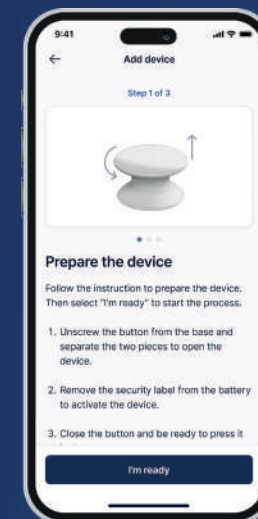 9:41
Add device
Step 1 of 3
Prepare the device
Follow the instruction to prepare the device.
Then select "I'm ready" to start the process.
1. Unscrew the button from the base and
separate the two pieces to open the
device.
2. Remove the security label from the battery
to activate the device.
3. Close the button and be ready to press it
I'm ready